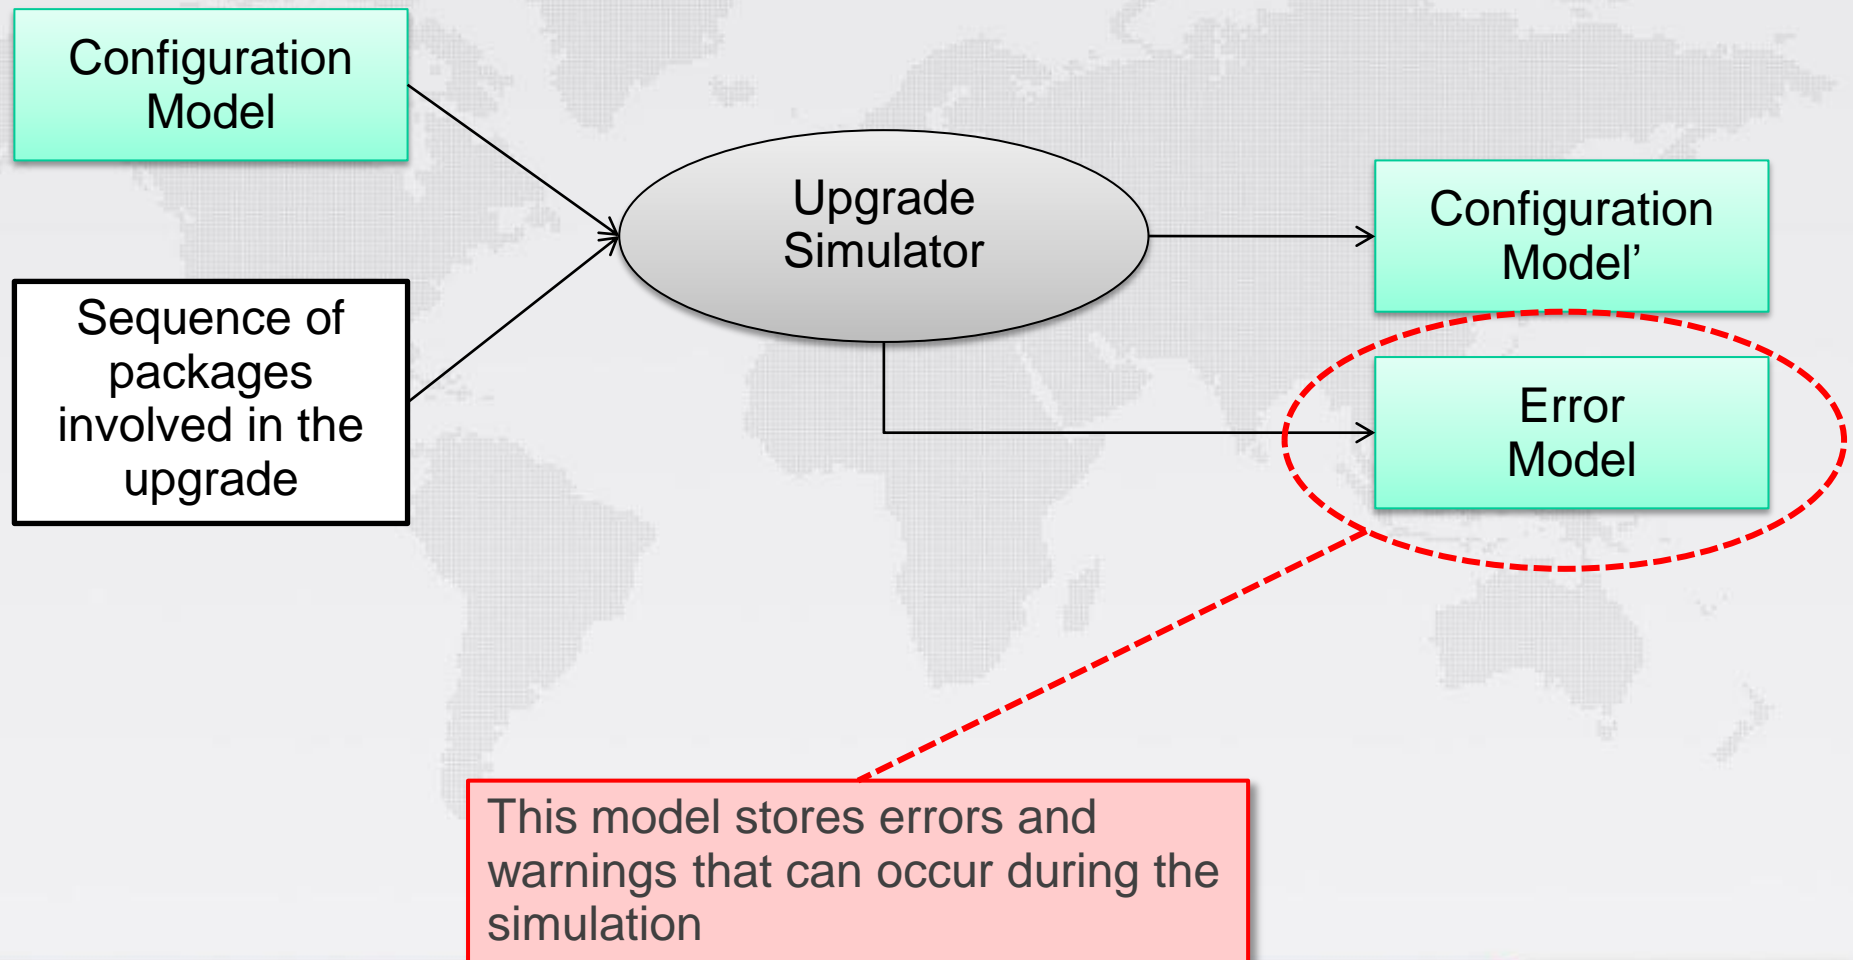 Configuration
Model
Sequence of
packages
involved in the
upgrade
Upgrade
Simulator
Configuration
Model’
Error
Model
This model stores errors and
warnings that can occur during the
simulation